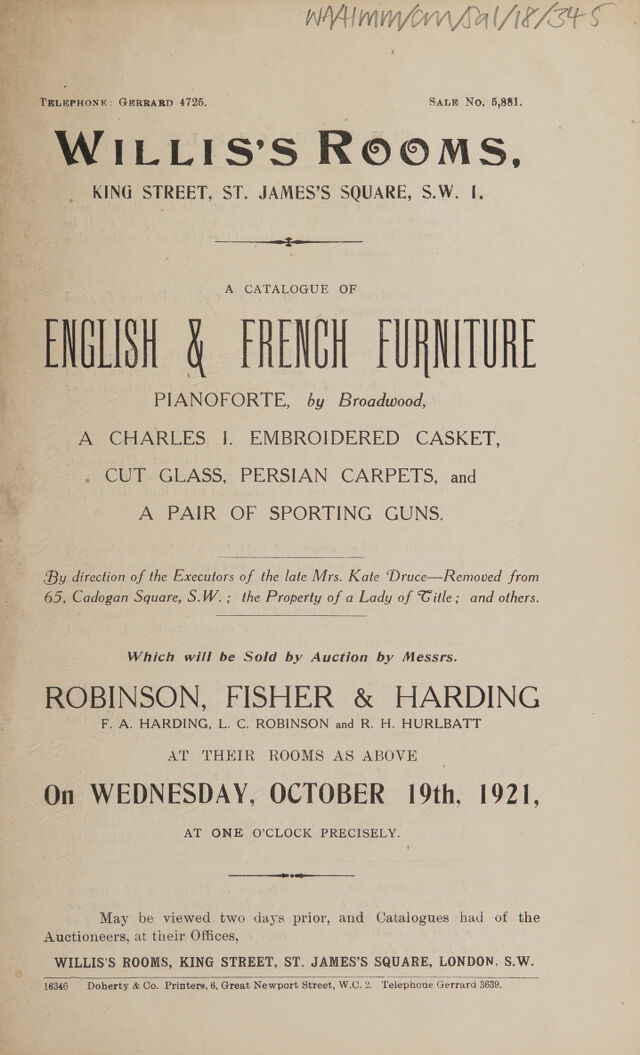 WA/HMM/CM/Sal/18/345
TELEPHONE: GERRARD 4725. SALE NO. 5,881.
WILLIS'S ROOMS,
KING STREET, ST. JAMES'S SQUARE, S.W. 1.
A CATALOGUE OF
ENGLISH & FRENCH FURNITURE
PIANOFORTE, by Broadwood,
A CHARLES I. EMBROIDERED CASKET,
CUT GLASS, PERSIAN CARPETS, and
A PAIR OF SPORTING GUNS.
By direction of the Executors of the late Mrs. Kate Druce—Removed from
65, Cadogan Square, S.W.; the Property of a Lady of Title; and others.
Which will be Sold by Auction by Messrs.
ROBINSON, FISHER & HARDING
F. A. HARDING, L. C. ROBINSON and R. H. HURLBATT
AT THEIR ROOMS AS ABOVE
On WEDNESDAY, OCTOBER 19th, 1921,
AT ONE O'CLOCK PRECISELY.
May be viewed two days prior, and Catalogues had of the
Auctioneers, at their Offices,
WILLIS'S ROOMS, KING STREET, ST. JAMES'S SQUARE, LONDON, S.W.
16346 Doherty & Co. Printers, 6, Great Newport Street, W.C. 2. Telephone Gerrard 3639.